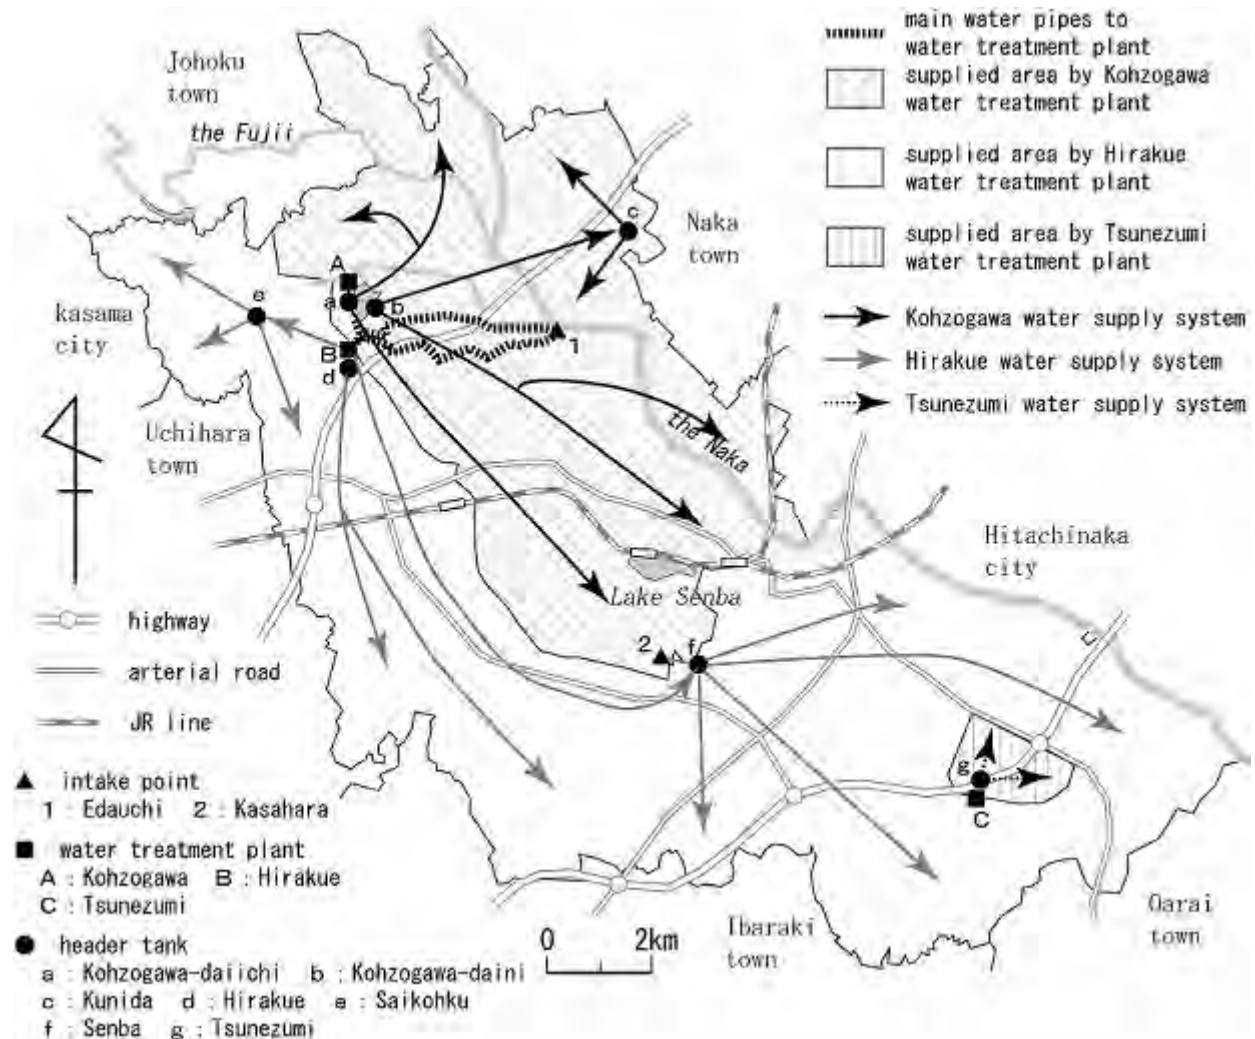 main water pipes to
water treatment plant
supplied area by Kohzogawa
water treatment plant
supplied area by Hirakue
water treatment plant
supplied area by Tsunezumi
water treatment plant
Kohzogawa water supply system
Hirakue water supply system
Tsunezumi water supply system
Johoku
town
the Fujii
c
Naka
town
A
a
b
e
kasama
city
1
B
d
Uchihara
town
the Naka
Hitachinaka
city
Lake Senba
2
f
g
C
Ibaraki
town
Oarai
town
highway
arterial road
JR line
intake point
1 : Edauchi 2 : Kasahara
water treatment plant
A : Kohzogawa B : Hirakue
C : Tsunezumi
header tank
a : Kohzogawa-daiichi b : Kohzogawa-daini
c : Kunida d : Hirakue e : Saikohku
f : Senba g : Tsunezumi
0 2km